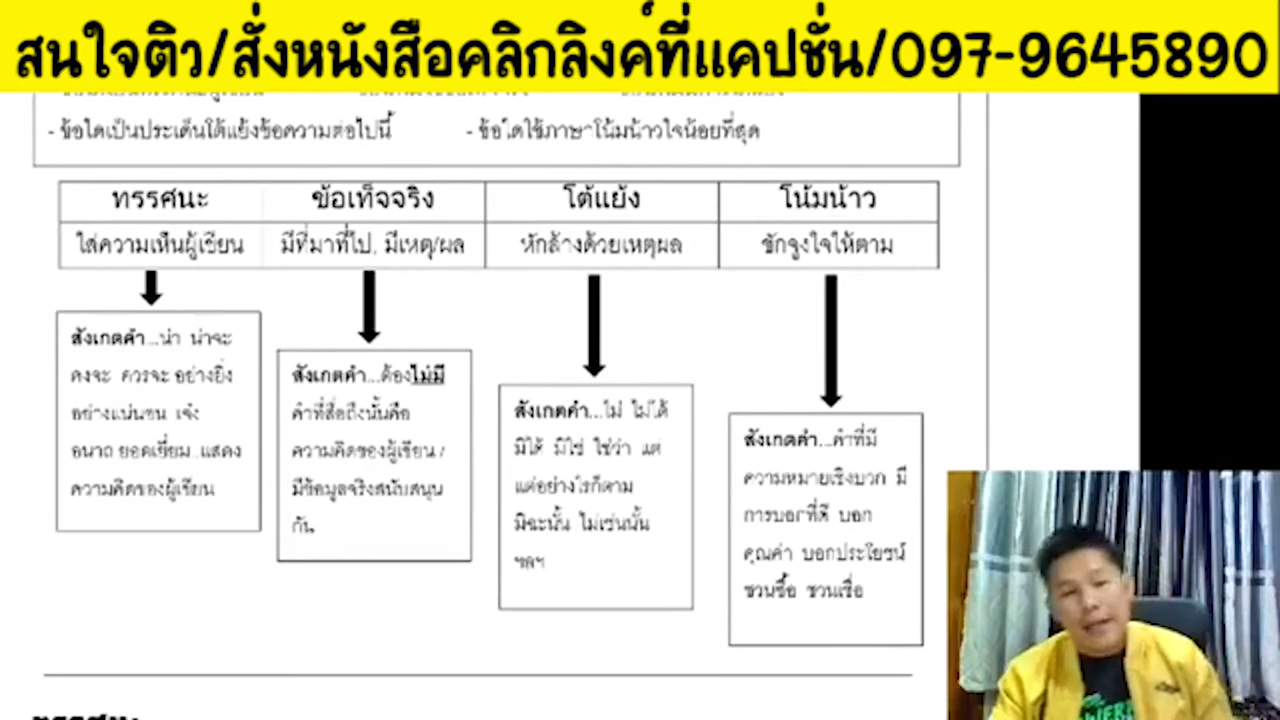 สนใจติว/สั่งหนังสือคลิกลิงค์ที่แคปชั่น/097-9645890
- ข้อใดเป็นประเด็นโต้แย้งข้อความต่อไปนี้
- ข้อใดใช้ภาษาโน้มน้าวใจน้อยที่สุด
ทรรศนะ ข้อเท็จจริง โต้แย้ง โน้มน้าว
ใส่ความเห็นผู้เขียน มีที่มาที่ไป, มีเหตุ/ผล หักล้างด้วยเหตุผล ชักจูงใจให้ตาม
สังเกตคำ...น่า น่าจะ
คงจะ ควรจะ อย่างยิ่ง
อย่างแน่นอน เจ๋ง
อนาถ ยอดเยี่ยม..แสดง
ความคิดของผู้เขียน
สังเกตคำ...ต้องไม่มี
คำที่สื่อถึงนั้นคือ
ความคิดของผู้เขียน /
มีข้อมูลจริงสนับสนุน
กัน
สังเกตคำ...ไม่ ไม่ได้
มิได้ มิใช่ ใช่ว่า แต่
แต่อย่างไรก็ตาม
มิฉะนั้น ไม่เช่นนั้น
ฯลฯ
สังเกตคำ...คำที่มี
ความหมายเชิงบวก มี
การบอกที่ดี บอก
คุณค่า บอกประโยชน์
ชวนซื้อ ชวนเชื่อ
ทรรศนะ